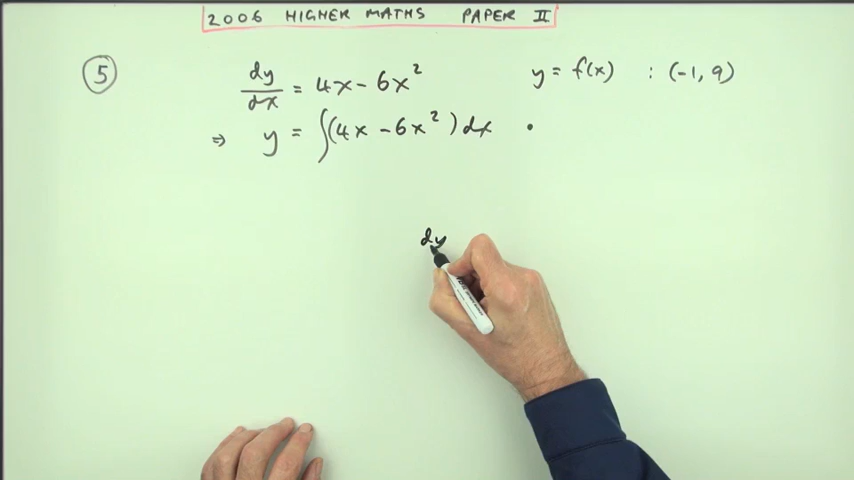 2006 HIGHER MATHS PAPER II
5 dy/dx = 4x - 6x² y = f(x) : (-1, 9)
⇒ y = ∫(4x - 6x²) dx •
dy